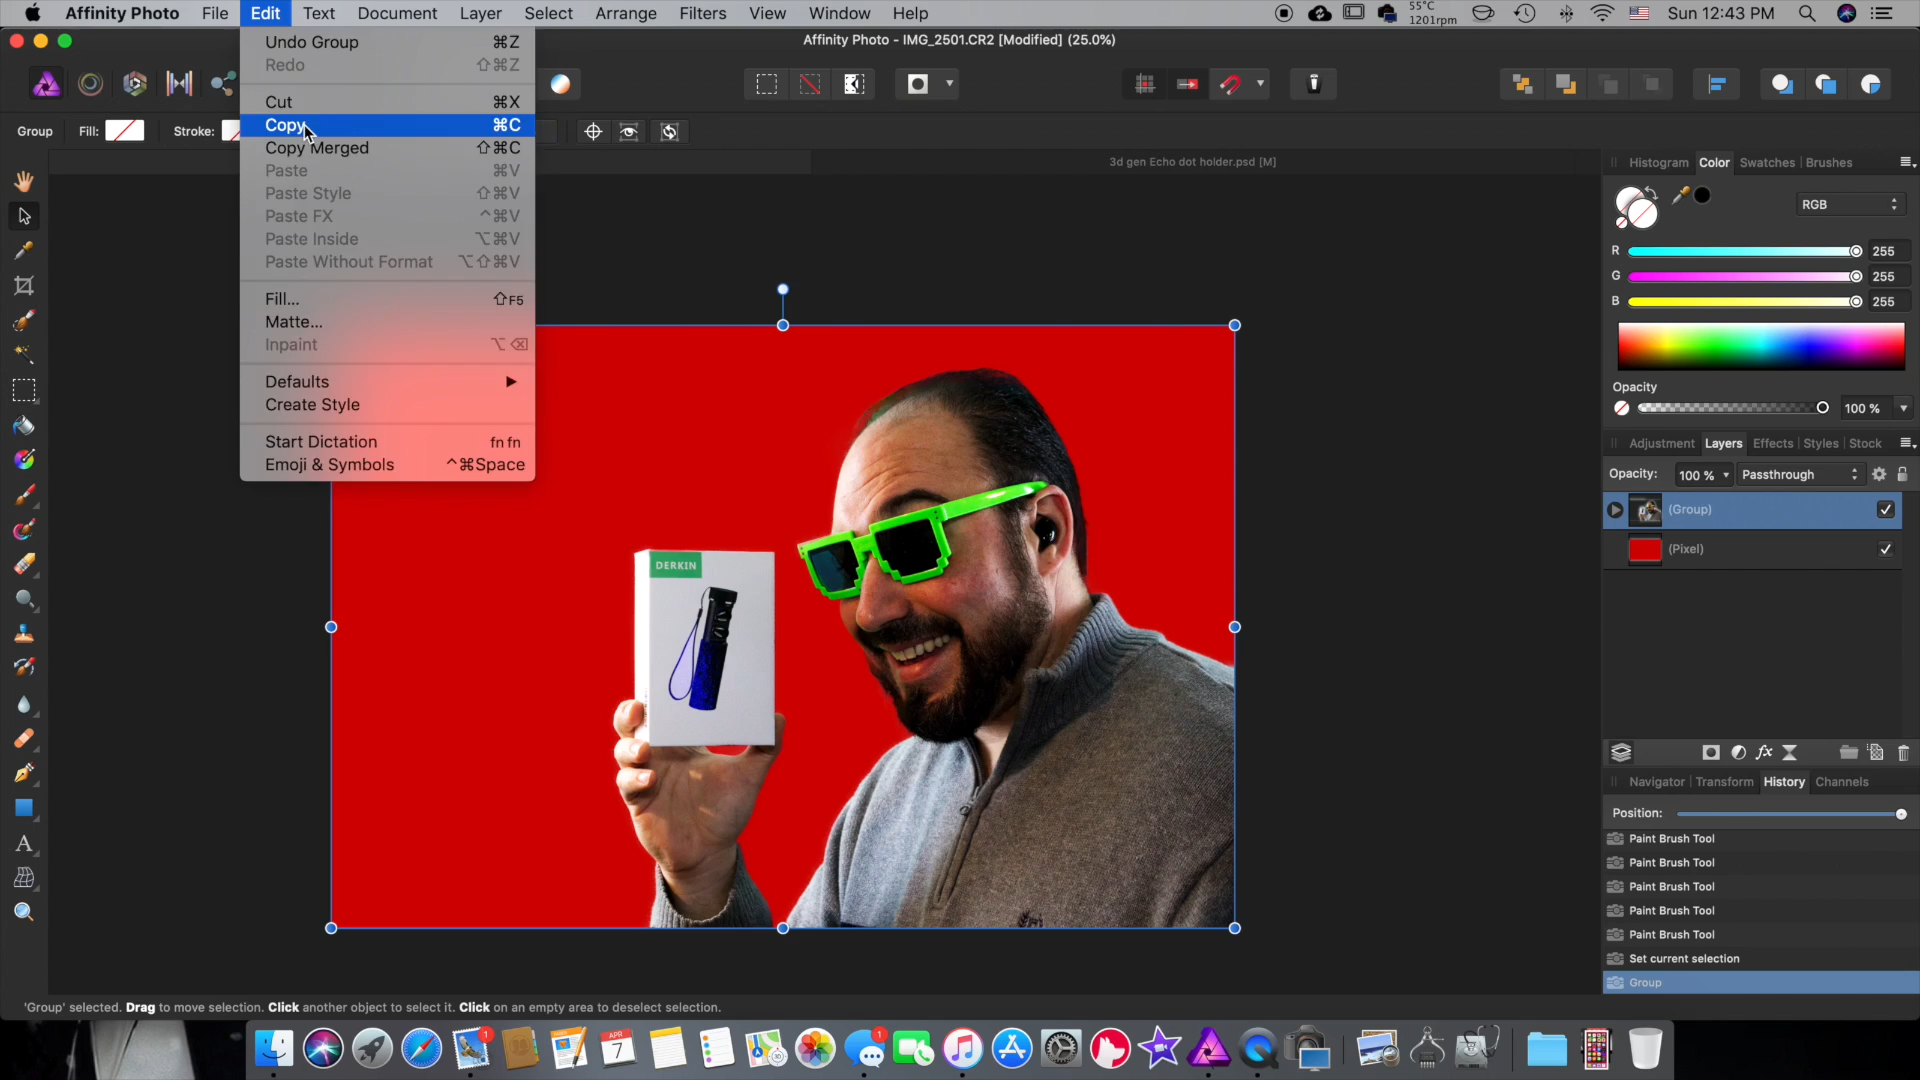 Affinity Photo File Edit Text Document Layer Select Arrange Filters View Window Help
55°C
1201rpm
Sun 12:43 PM
Affinity Photo - IMG_2501.CR2 [Modified] (25.0%)
Undo Group ⌘Z
Redo ⇧⌘Z
Cut ⌘X
Copy ⌘C
Copy Merged ⇧⌘C
Paste ⌘V
Paste Style ⇧⌘V
Paste FX ^⌘V
Paste Inside ⌥⌘V
Paste Without Format ⌥⇧⌘V
Fill... ⇧F5
Matte...
Inpaint ⌥⌫
Defaults ▶
Create Style
Start Dictation fn fn
Emoji & Symbols ^⌘Space
Group Fill: Stroke:
3d gen Echo dot holder.psd [M]
Histogram Color Swatches Brushes
RGB
R 255
G 255
B 255
Opacity
100 %
Adjustment Layers Effects Styles Stock
Opacity: 100 % Passthrough
(Group)
(Pixel)
DERKIN
Navigator Transform History Channels
Position:
Paint Brush Tool
Paint Brush Tool
Paint Brush Tool
Paint Brush Tool
Paint Brush Tool
Set current selection
Group
'Group' selected. Drag to move selection. Click another object to select it. Click on an empty area to deselect selection.
1
APR
7
1